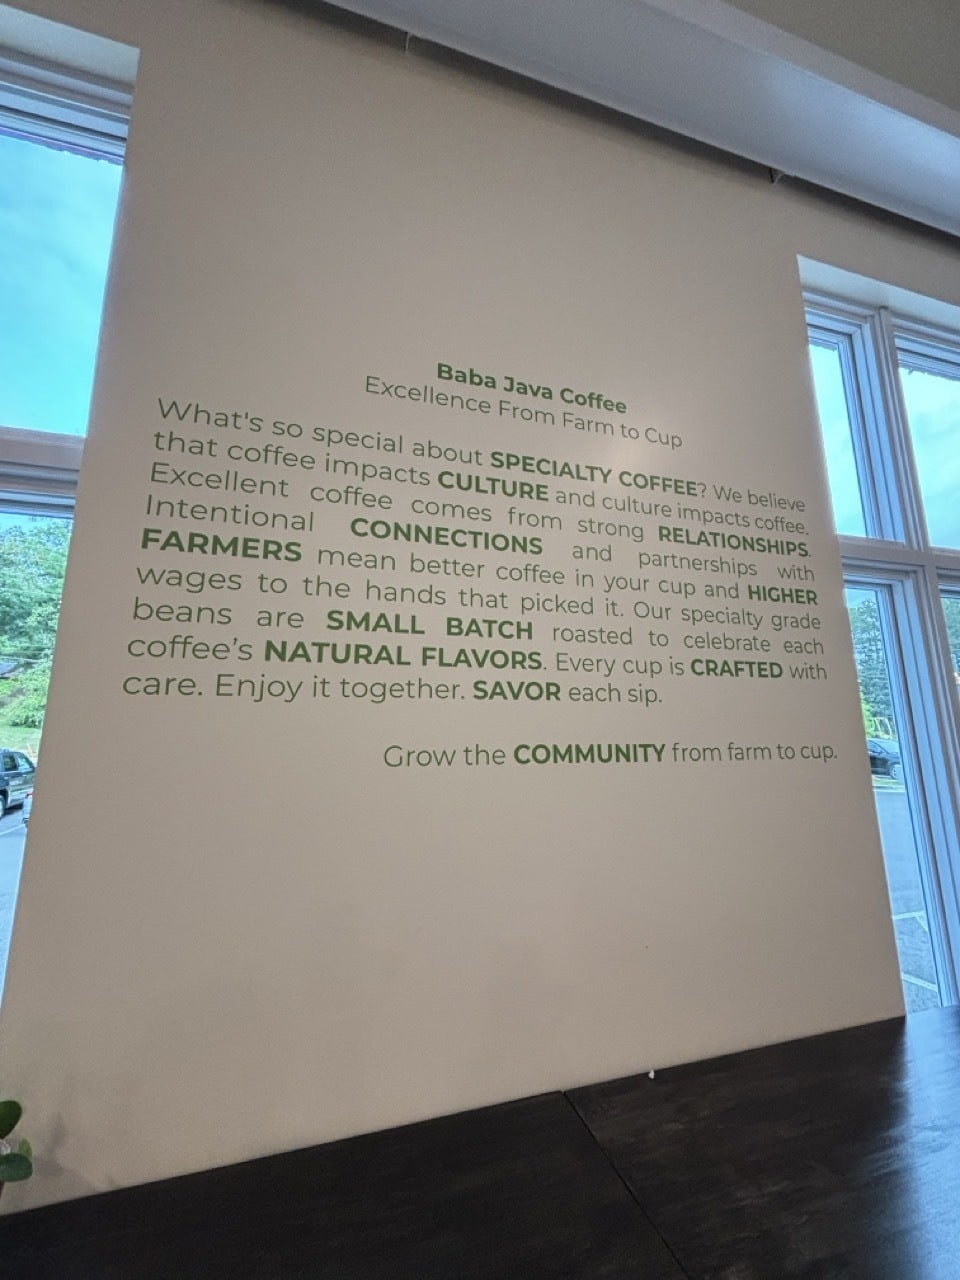 Baba Java Coffee
Excellence From Farm to Cup
What's so special about SPECIALTY COFFEE? We believe
that coffee impacts CULTURE and culture impacts coffee.
Excellent coffee comes from strong RELATIONSHIPS.
Intentional CONNECTIONS and partnerships with
FARMERS mean better coffee in your cup and HIGHER
wages to the hands that picked it. Our specialty grade
beans are SMALL BATCH roasted to celebrate each
coffee's NATURAL FLAVORS. Every cup is CRAFTED with
care. Enjoy it together. SAVOR each sip.
Grow the COMMUNITY from farm to cup.